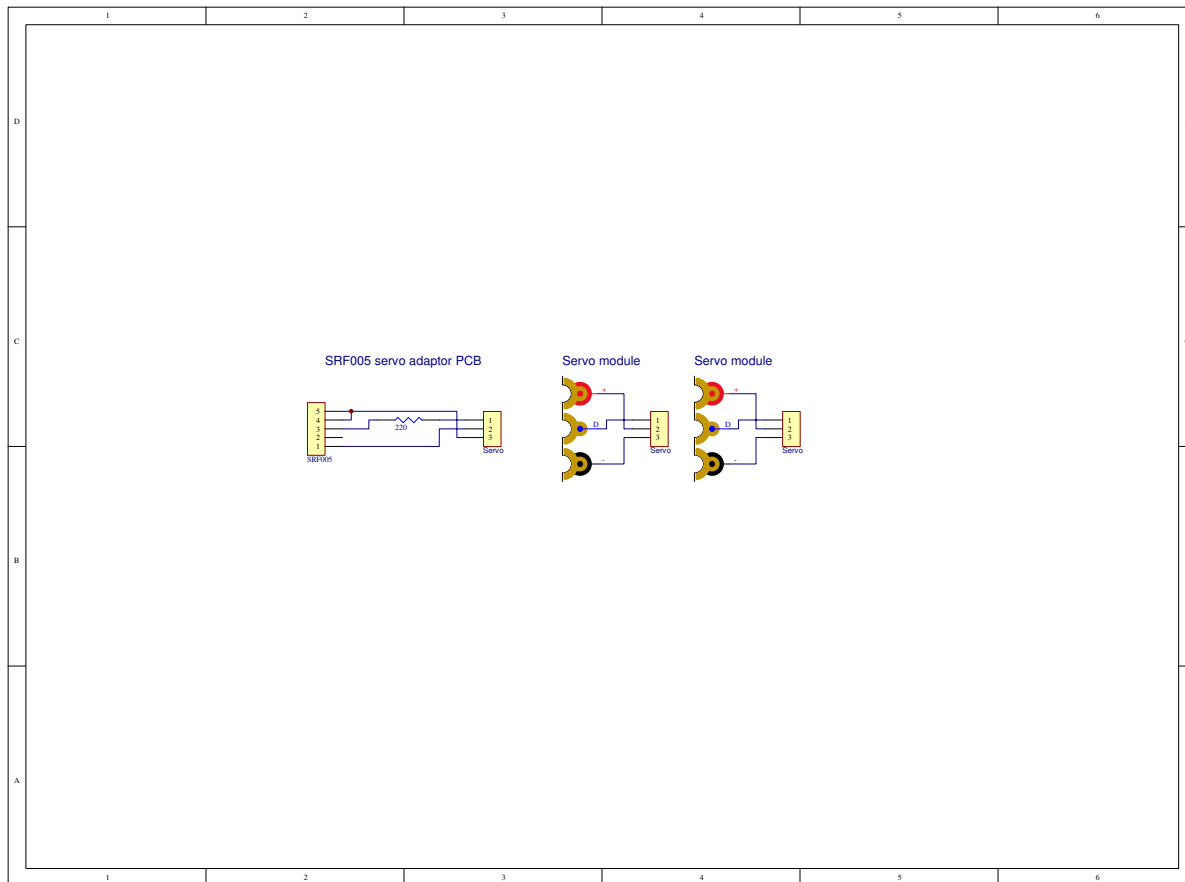 1 2 3 4 5 6
D
C
SRF005 servo adaptor PCB
Servo module
Servo module
5
4
3
2
1
SRF005
220
1
2
3
Servo
+
D
-
1
2
3
Servo
+
D
-
1
2
3
Servo
B
A
1 2 3 4 5 6